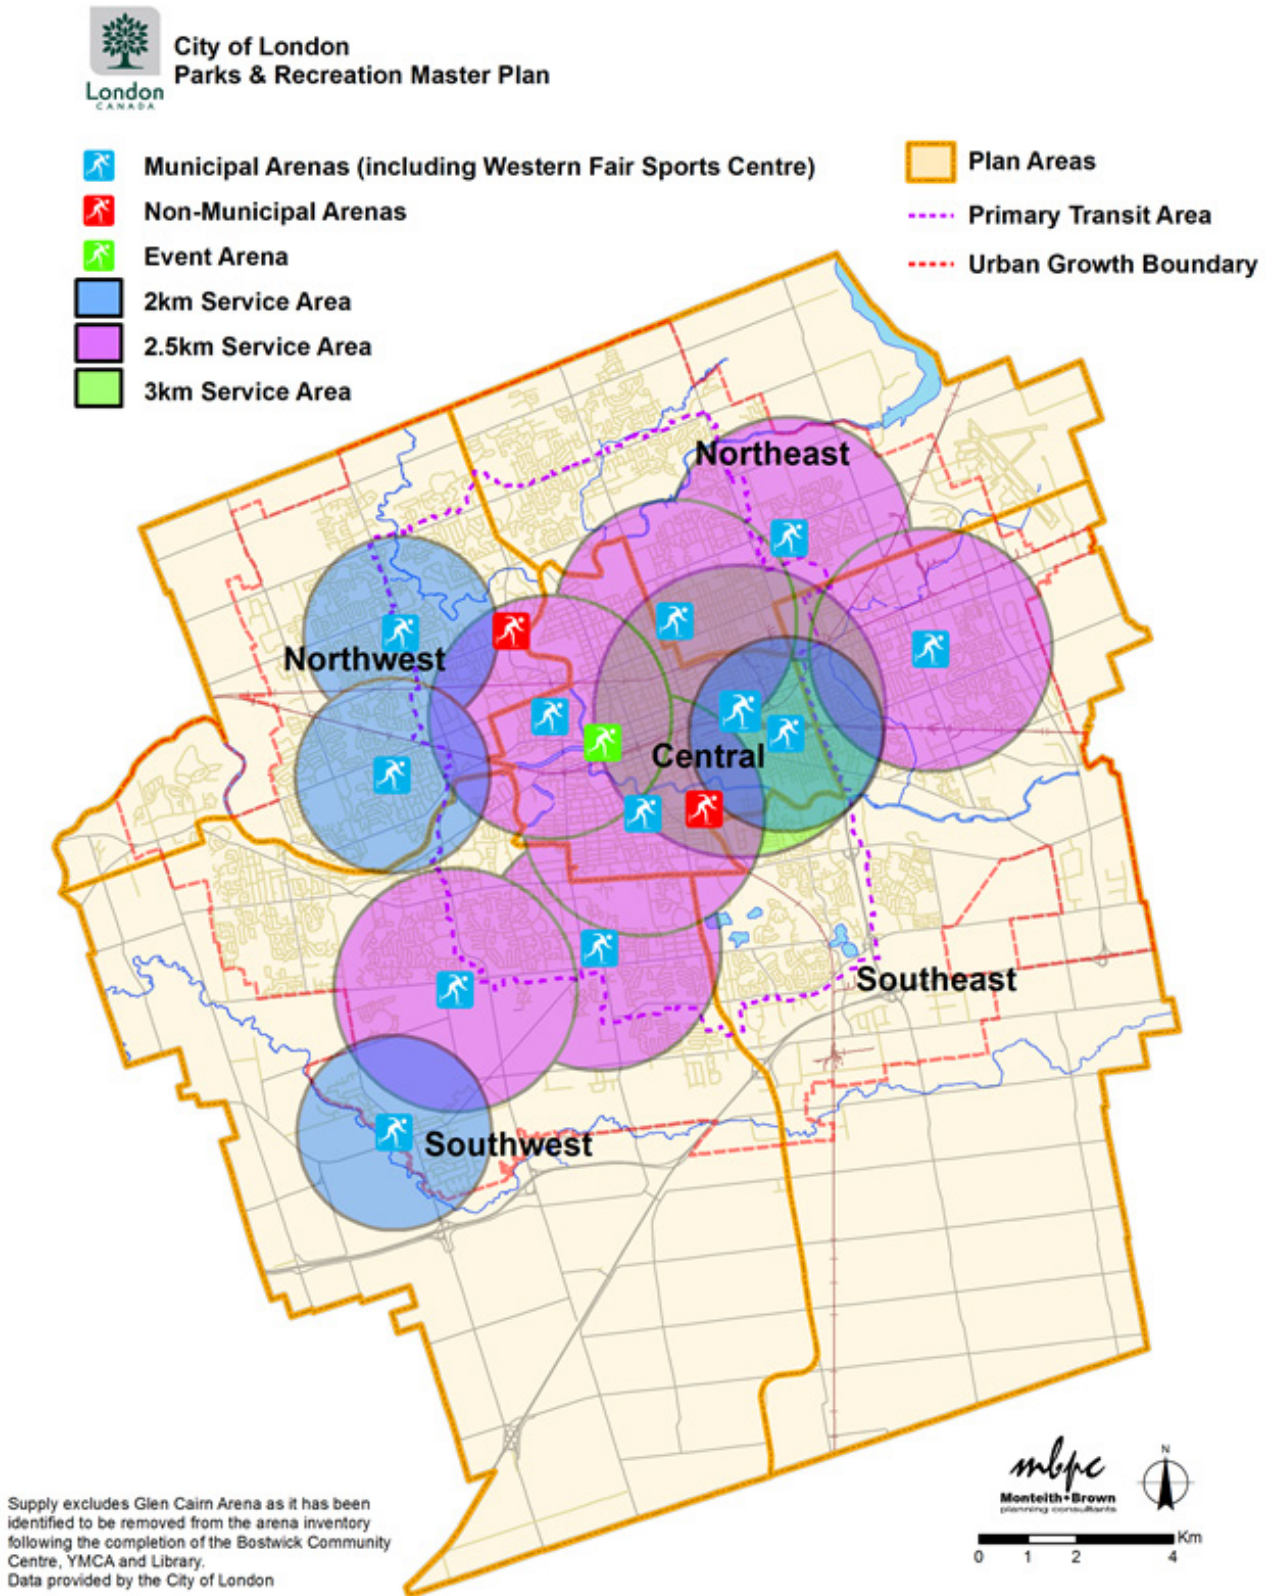 City of London
Parks & Recreation Master Plan
London
CANADA
Municipal Arenas (including Western Fair Sports Centre)
Non-Municipal Arenas
Event Arena
2km Service Area
2.5km Service Area
3km Service Area
Plan Areas
Primary Transit Area
Urban Growth Boundary
Northeast
Northwest
Central
Southeast
Southwest
mbpc
Monteith+Brown
planning consultants
N
Km
0 1 2 4
Supply excludes Glen Cairn Arena as it has been
identified to be removed from the arena inventory
following the completion of the Bostwick Community
Centre, YMCA and Library.
Data provided by the City of London